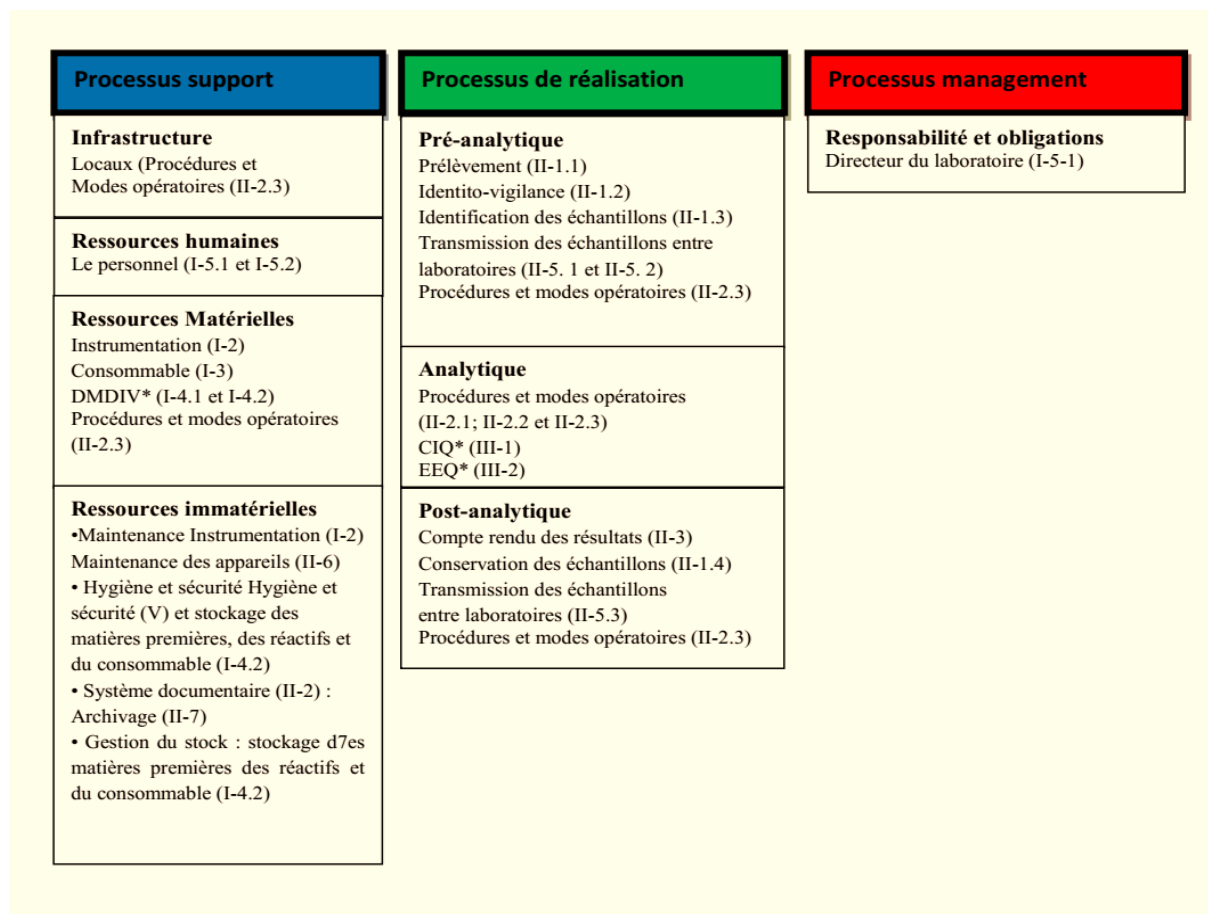 Processus support
Infrastructure
Locaux (Procédures et
Modes opératoires (II-2.3)
Ressources humaines
Le personnel (I-5.1 et I-5.2)
Ressources Matérielles
Instrumentation (I-2)
Consommable (I-3)
DMDIV* (I-4.1 et I-4.2)
Procédures et modes opératoires
(II-2.3)
Ressources immatérielles
•Maintenance Instrumentation (I-2)
Maintenance des appareils (II-6)
• Hygiène et sécurité Hygiène et
sécurité (V) et stockage des
matières premières, des réactifs et
du consommable (I-4.2)
• Système documentaire (II-2) :
Archivage (II-7)
• Gestion du stock : stockage d7es
matières premières des réactifs et
du consommable (I-4.2)
Processus de réalisation
Pré-analytique
Prélèvement (II-1.1)
Identito-vigilance (II-1.2)
Identification des échantillons (II-1.3)
Transmission des échantillons entre
laboratoires (II-5. 1 et II-5. 2)
Procédures et modes opératoires (II-2.3)
Analytique
Procédures et modes opératoires
(II-2.1; II-2.2 et II-2.3)
CIQ* (III-1)
EEQ* (III-2)
Post-analytique
Compte rendu des résultats (II-3)
Conservation des échantillons (II-1.4)
Transmission des échantillons
entre laboratoires (II-5.3)
Procédures et modes opératoires (II-2.3)
Processus management
Responsabilité et obligations
Directeur du laboratoire (I-5-1)